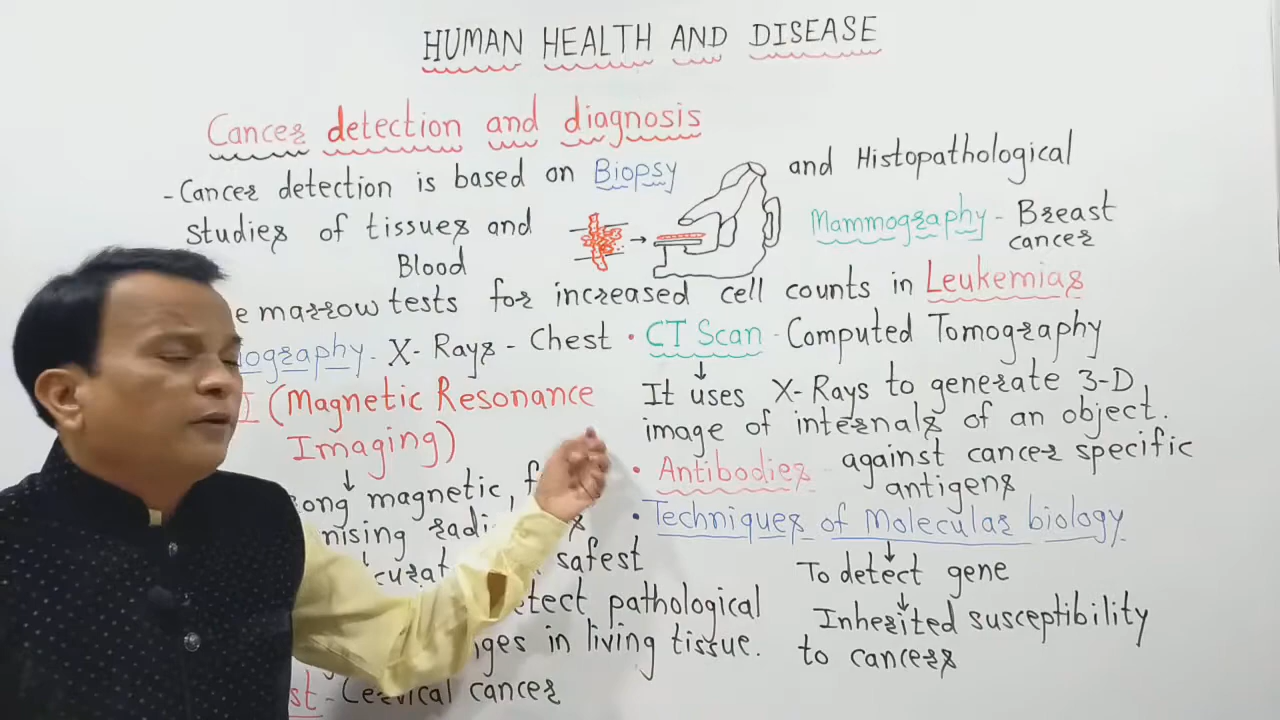 HUMAN HEALTH AND DISEASE
Cancer detection and diagnosis
- Cancer detection is based on Biopsy and Histopathological
studies of tissues and
Mammography - Breast
cancer
Blood
marrow tests for increased cell counts in Leukemias
- X-Rays - Chest
(Magnetic Resonance
Imaging)
↓
magnetic,
safest
pathological
in living tissue.
- Cervical cancer
• CT Scan - Computed Tomography
↓
It uses X-Rays to generate 3-D,
image of internals of an object.
• Antibodies - against cancer specific
antigens
• Techniques of Molecular biology
↓
To detect gene
↓
Inherited susceptibility
to cancers